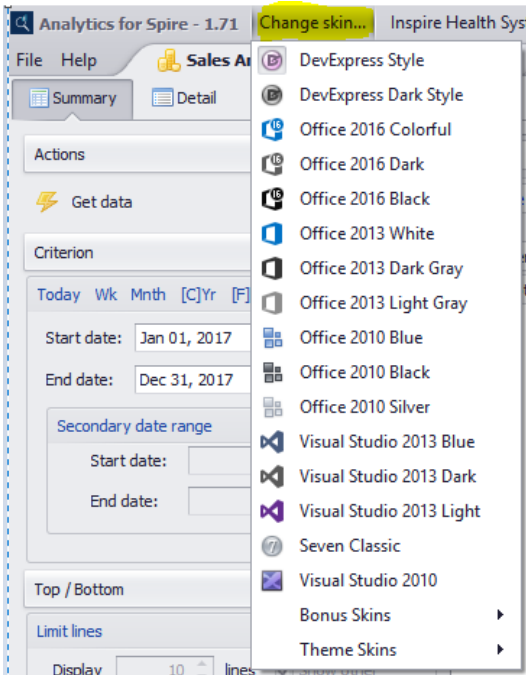 Analytics for Spire - 1.71 Change skin... Inspire Health Sys
File Help Sales An
Summary Detail
Actions
Get data
Criterion
Today Wk Mnth [C]Yr [F]
Start date: Jan 01, 2017
End date: Dec 31, 2017
Secondary date range
Start date:
End date:
Top / Bottom
Limit lines
Display 10 lines Show other
DevExpress Style
DevExpress Dark Style
Office 2016 Colorful
Office 2016 Dark
Office 2016 Black
Office 2013 White
Office 2013 Dark Gray
Office 2013 Light Gray
Office 2010 Blue
Office 2010 Black
Office 2010 Silver
Visual Studio 2013 Blue
Visual Studio 2013 Dark
Visual Studio 2013 Light
Seven Classic
Visual Studio 2010
Bonus Skins
Theme Skins